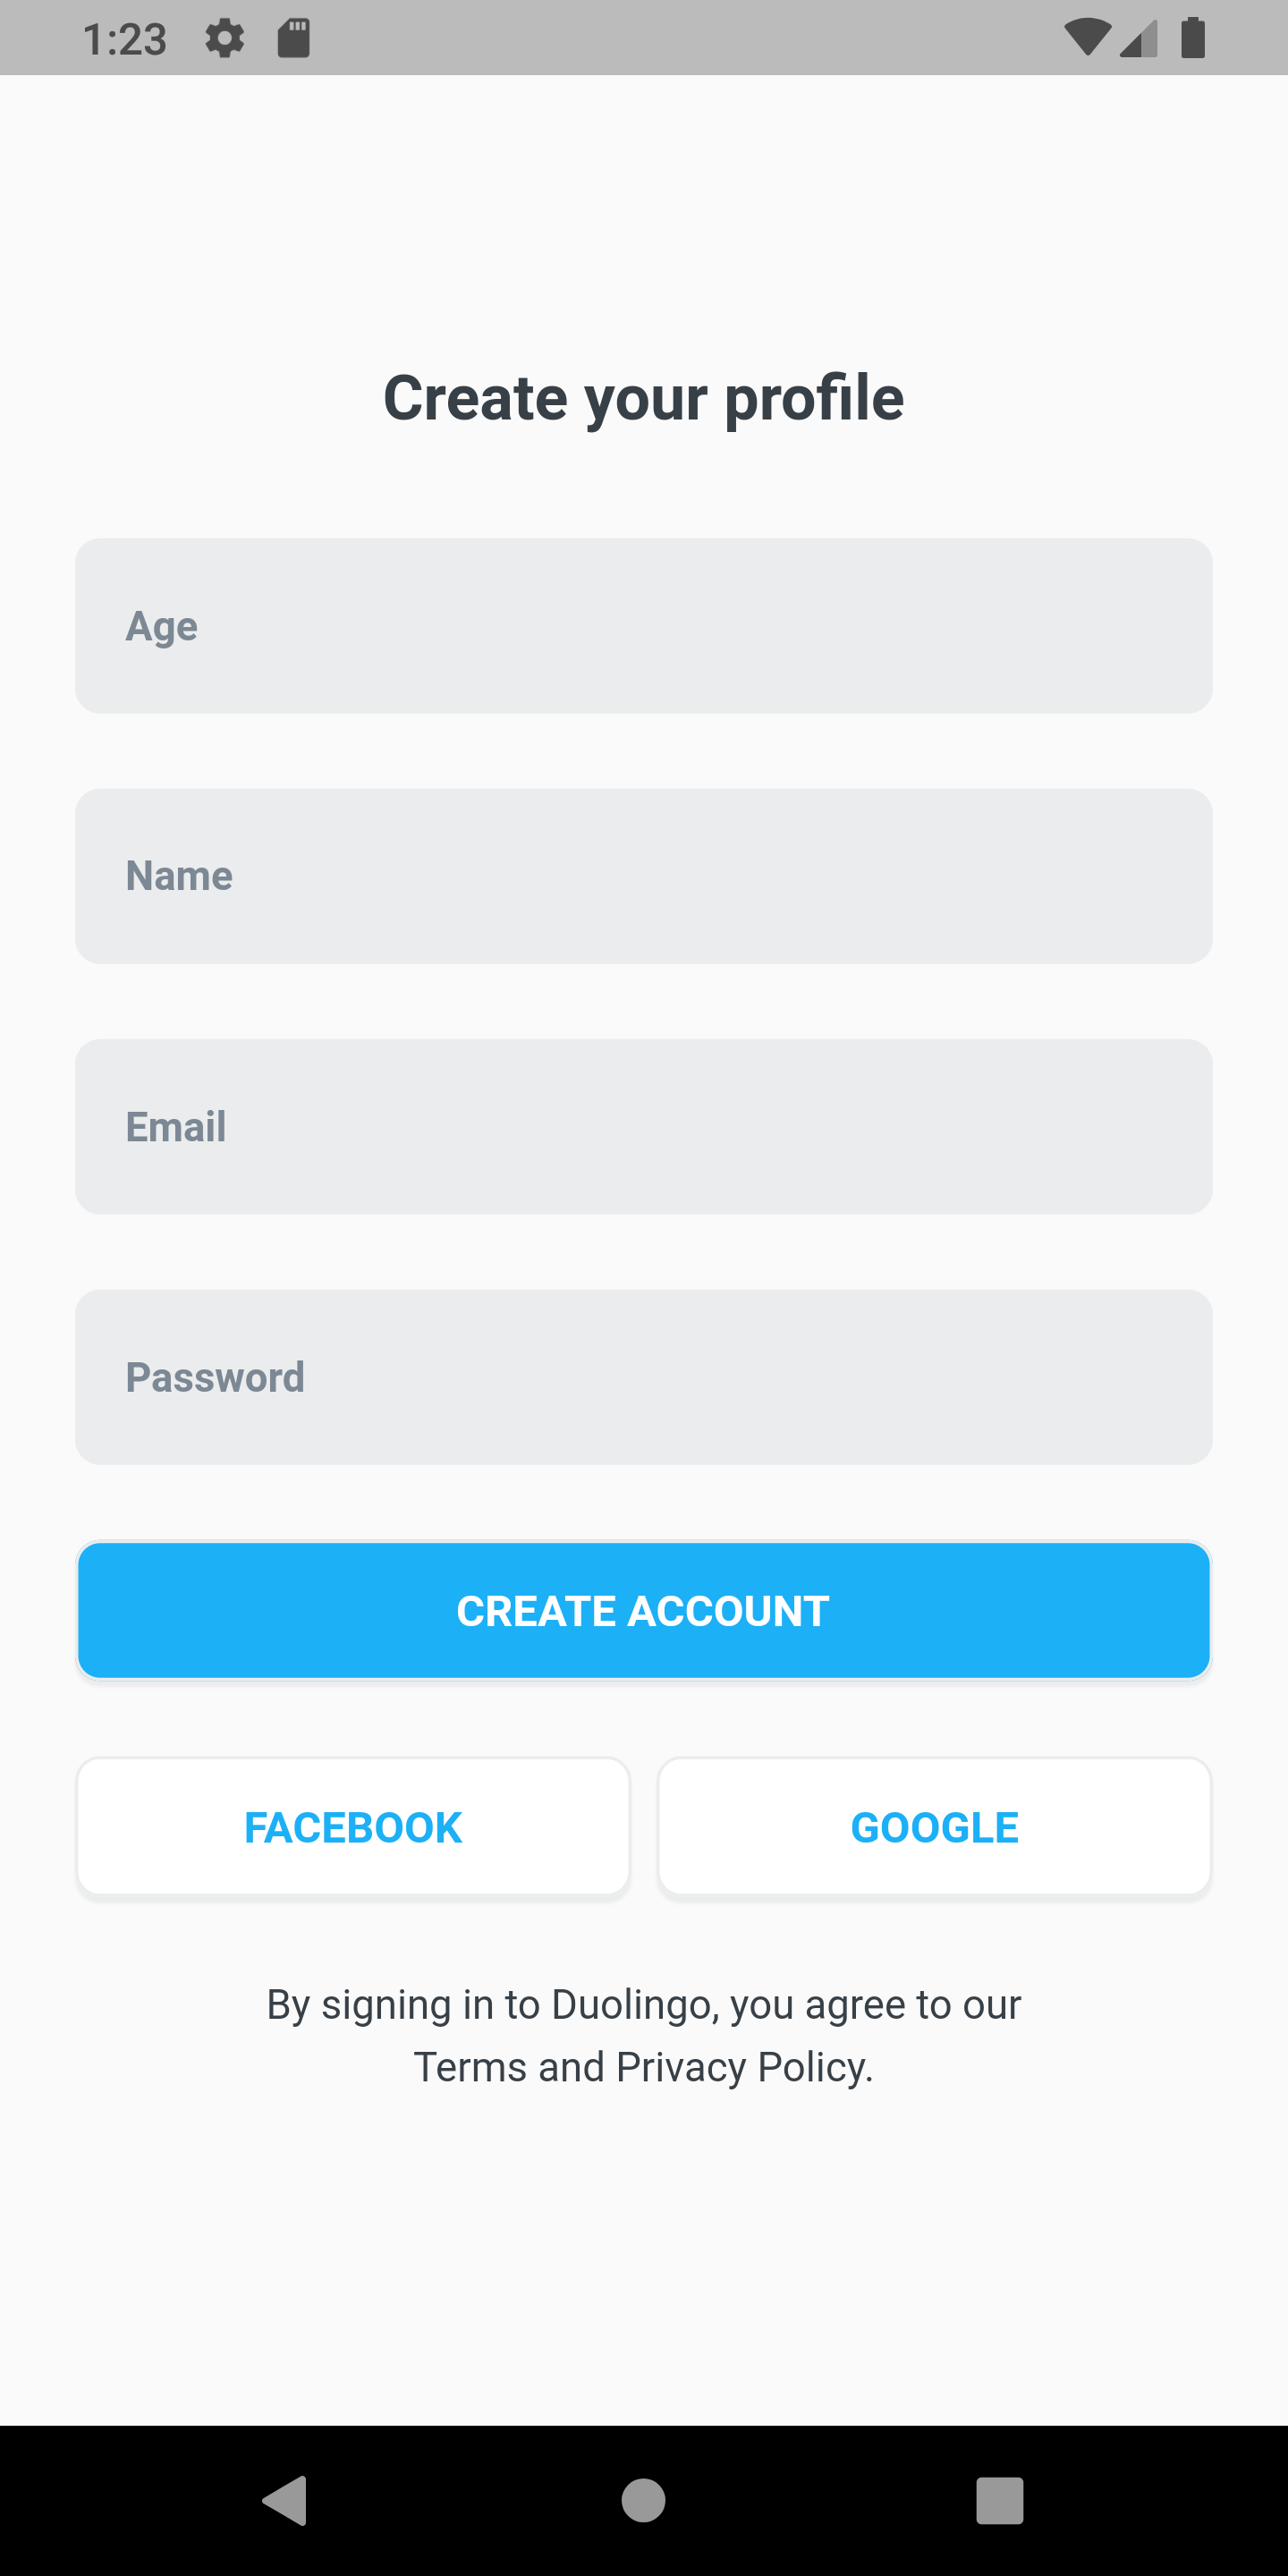 1:23
Create your profile
Age
Name
Email
Password
CREATE ACCOUNT
FACEBOOK
GOOGLE
By signing in to Duolingo, you agree to our
Terms and Privacy Policy.